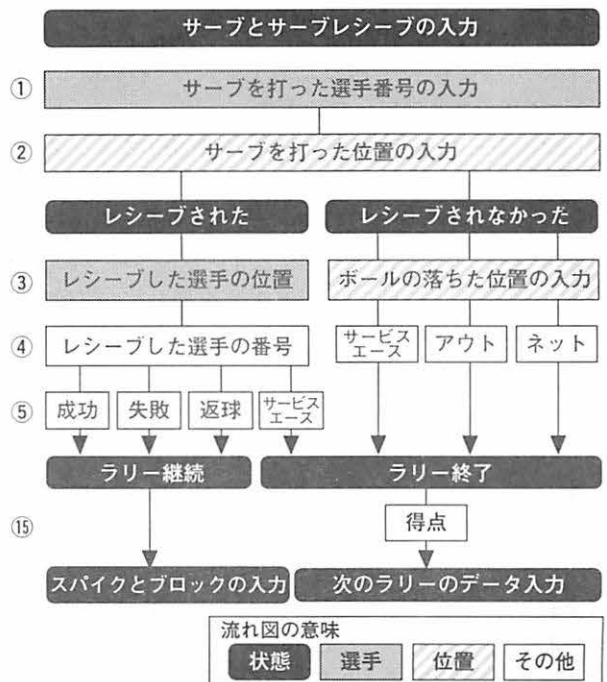 サーブとサーブレシーブの入力
① サーブを打った選手番号の入力
② サーブを打った位置の入力
レシーブされた レシーブされなかった
③ レシーブした選手の位置 ボールの落ちた位置の入力
④ レシーブした選手の番号 サービスエース アウト ネット
⑤ 成功 失敗 返球 サービスエース
ラリー継続 ラリー終了
⑮ 得点
スパイクとブロックの入力 次のラリーのデータ入力
流れ図の意味
状態 選手 位置 その他